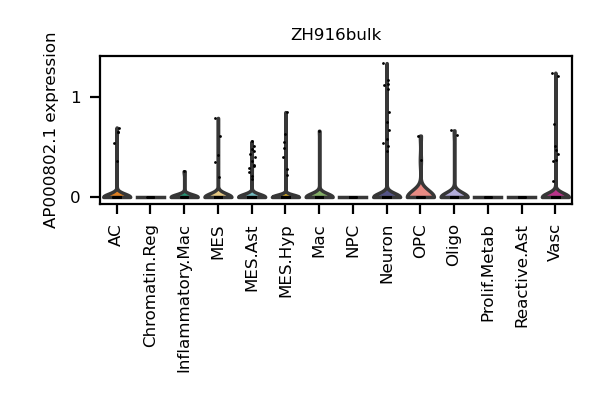 ZH916bulk
AP000802.1 expression
1
0
AC
Chromatin.Reg
Inflammatory.Mac
MES
MES.Ast
MES.Hyp
Mac
NPC
Neuron
OPC
Oligo
Prolif.Metab
Reactive.Ast
Vasc